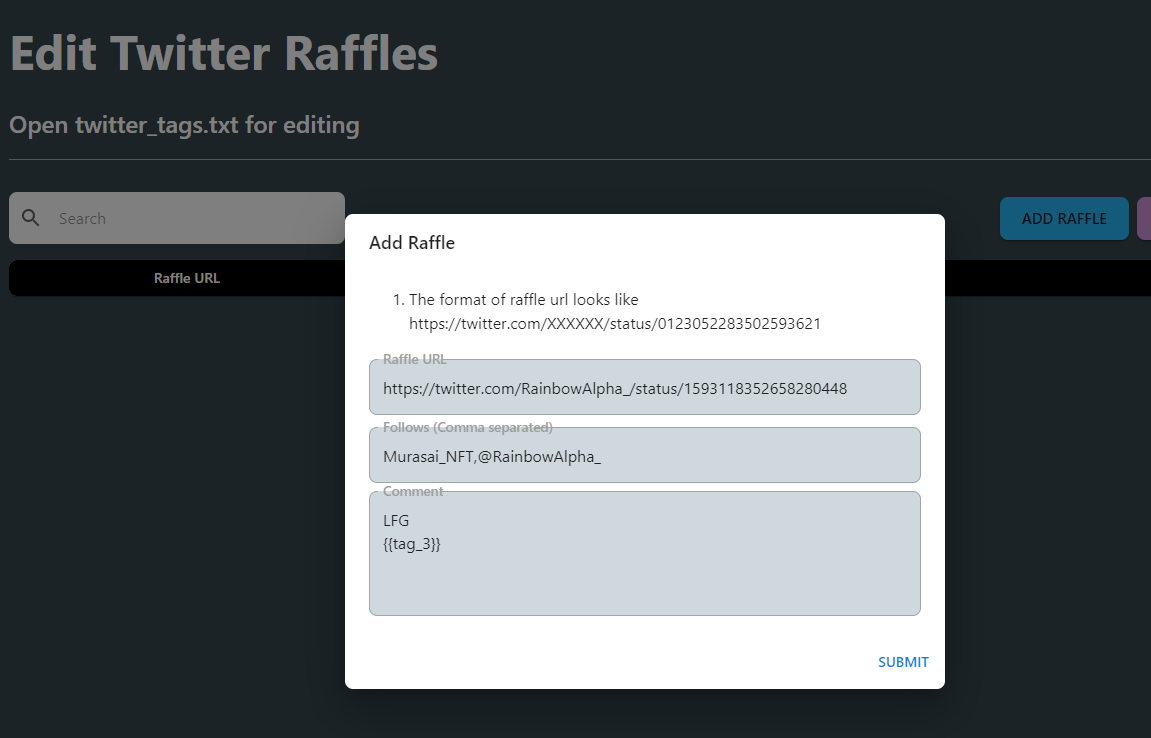 Edit Twitter Raffles
Open twitter_tags.txt for editing
Search
ADD RAFFLE
Raffle URL
Add Raffle
1. The format of raffle url looks like
https://twitter.com/XXXXXX/status/0123052283502593621
Raffle URL
https://twitter.com/RainbowAlpha_/status/1593118352658280448
Follows (Comma separated)
Murasai_NFT,@RainbowAlpha_
Comment
LFG
{{tag_3}}
SUBMIT